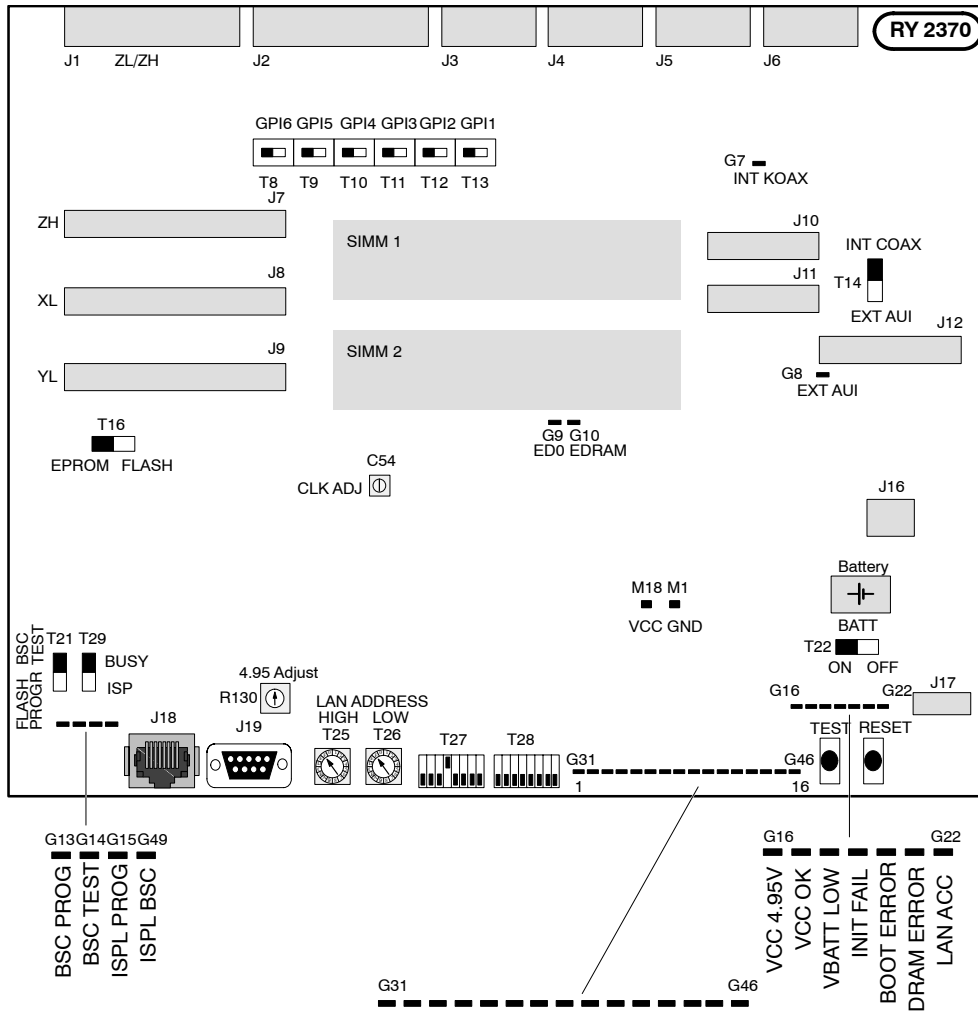 RY 2370
J1 ZL/ZH J2 J3 J4 J5 J6
GPI6 GPI5 GPI4 GPI3 GPI2 GPI1
T8 T9 T10 T11 T12 T13
G7
INT KOAX
J7
ZH
SIMM 1
J10
INT COAX
J8
XL
J11
T14
EXT AUI
J12
J9
YL
SIMM 2
G8
EXT AUI
T16
EPROM FLASH
G9 G10
ED0 EDRAM
C54
CLK ADJ
J16
Battery
M18 M1
VCC GND
BATT
T22
ON OFF
FLASH PROGR
BSC TEST
T21 T29
BUSY
ISP
4.95 Adjust
R130
LAN ADDRESS
HIGH LOW
T25 T26
G16 G22 J17
J18 J19
T27 T28
TEST RESET
G31 G46
1 16
G13 G14 G15 G49
BSC PROG
BSC TEST
ISPL PROG
ISPL BSC
G16 G22
VCC 4.95V
VCC OK
VBATT LOW
INIT FAIL
BOOT ERROR
DRAM ERROR
LAN ACC
G31 G46